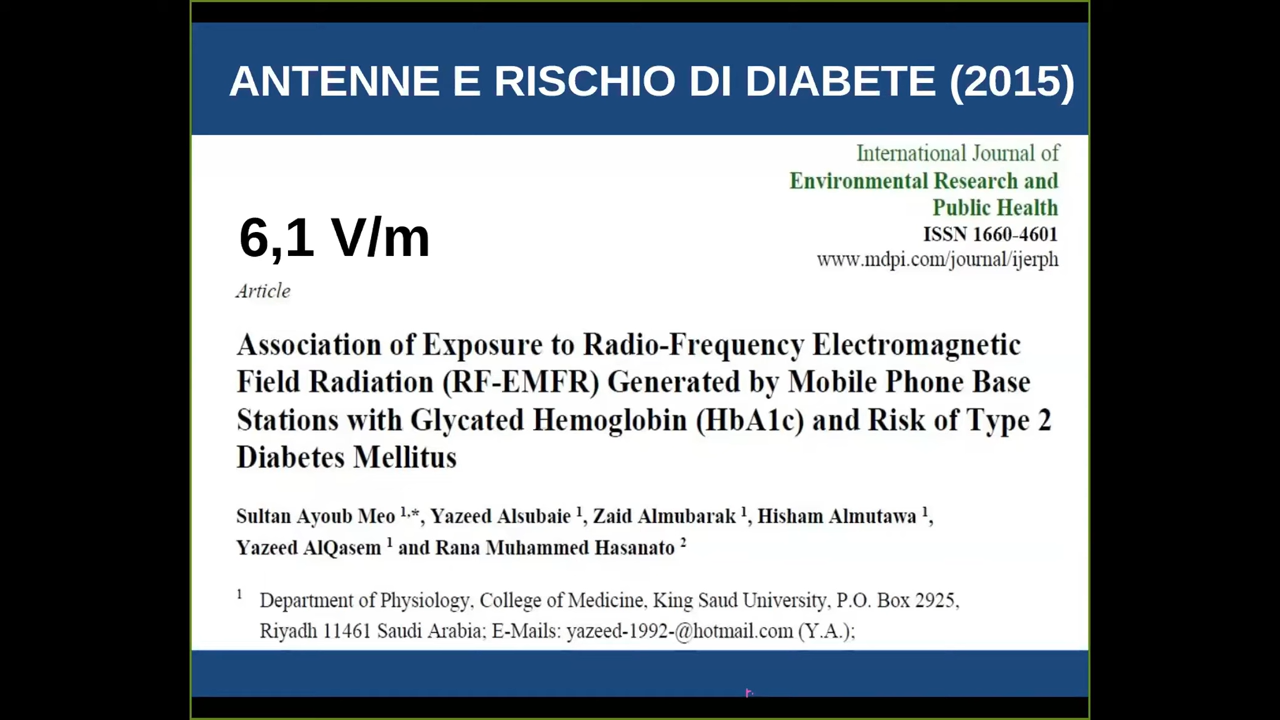 ANTENNE E RISCHIO DI DIABETE (2015)
International Journal of
Environmental Research and
Public Health
ISSN 1660-4601
www.mdpi.com/journal/ijerph
6,1 V/m
Article
Association of Exposure to Radio-Frequency Electromagnetic
Field Radiation (RF-EMFR) Generated by Mobile Phone Base
Stations with Glycated Hemoglobin (HbA1c) and Risk of Type 2
Diabetes Mellitus
Sultan Ayoub Meo 1,*, Yazeed Alsubaie 1, Zaid Almubarak 1, Hisham Almutawa 1,
Yazeed AlQasem 1 and Rana Muhammed Hasanato 2
1 Department of Physiology, College of Medicine, King Saud University, P.O. Box 2925,
Riyadh 11461 Saudi Arabia; E-Mails: yazeed-1992-@hotmail.com (Y.A.);